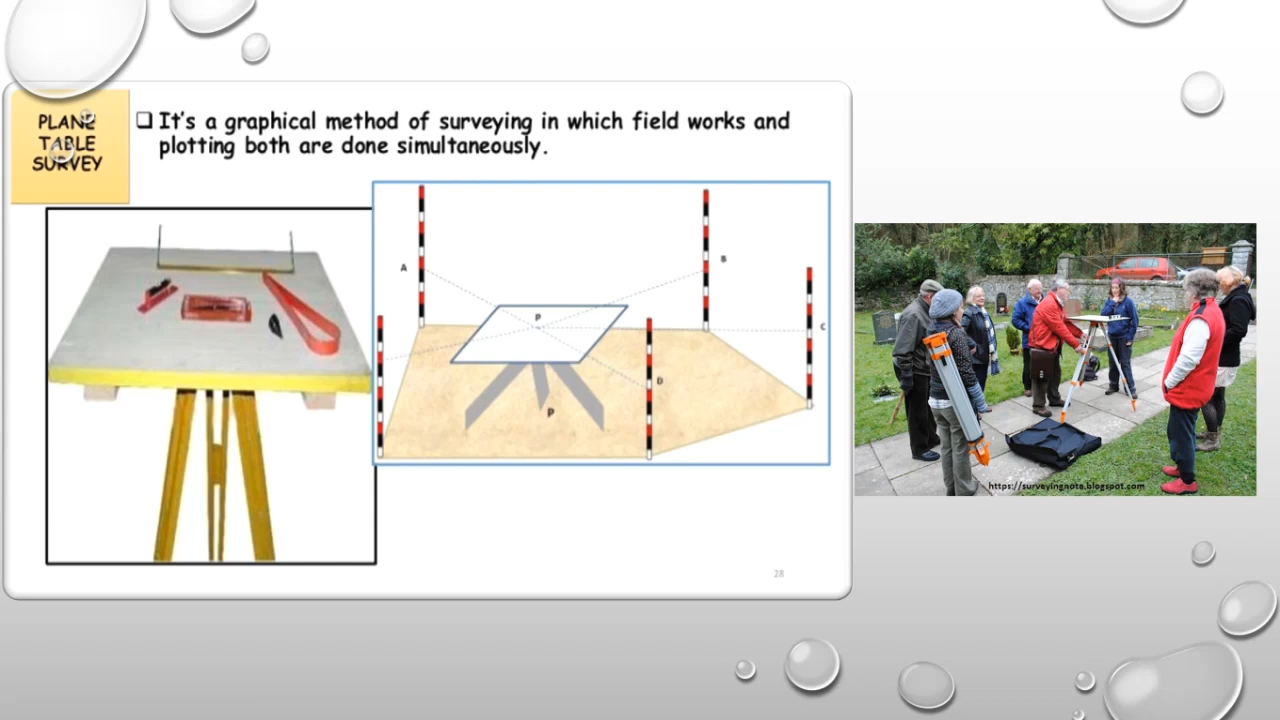 PLANE
TABLE
SURVEY
❑ It's a graphical method of surveying in which field works and
plotting both are done simultaneously.
A
B
P
C
D
P
https://surveyingnote.blogspot.com
28